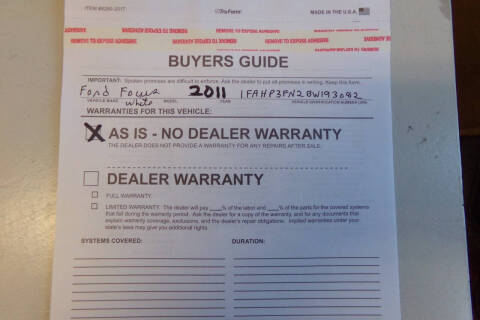 ITEM #8295-2017 TruForm MADE IN THE U.S.A.
REMOVE TO EXPOSE ADHESIVE
BUYERS GUIDE
IMPORTANT: Spoken promises are difficult to enforce. Ask the dealer to put all promises in writing. Keep this form.
Ford Focus 2011 1FAHP3FN2BW193092
VEHICLE MAKE White MODEL YEAR VEHICLE IDENTIFICATION NUMBER (VIN)
WARRANTIES FOR THIS VEHICLE:
X AS IS - NO DEALER WARRANTY
THE DEALER DOES NOT PROVIDE A WARRANTY FOR ANY REPAIRS AFTER SALE.
DEALER WARRANTY
FULL WARRANTY.
LIMITED WARRANTY. The dealer will pay ___% of the labor and ___% of the parts for the covered systems
that fail during the warranty period. Ask the dealer for a copy of the warranty, and for any documents that
explain warranty coverage, exclusions, and the dealer's repair obligations. Implied warranties under your
state's laws may give you additional rights.
SYSTEMS COVERED: DURATION: